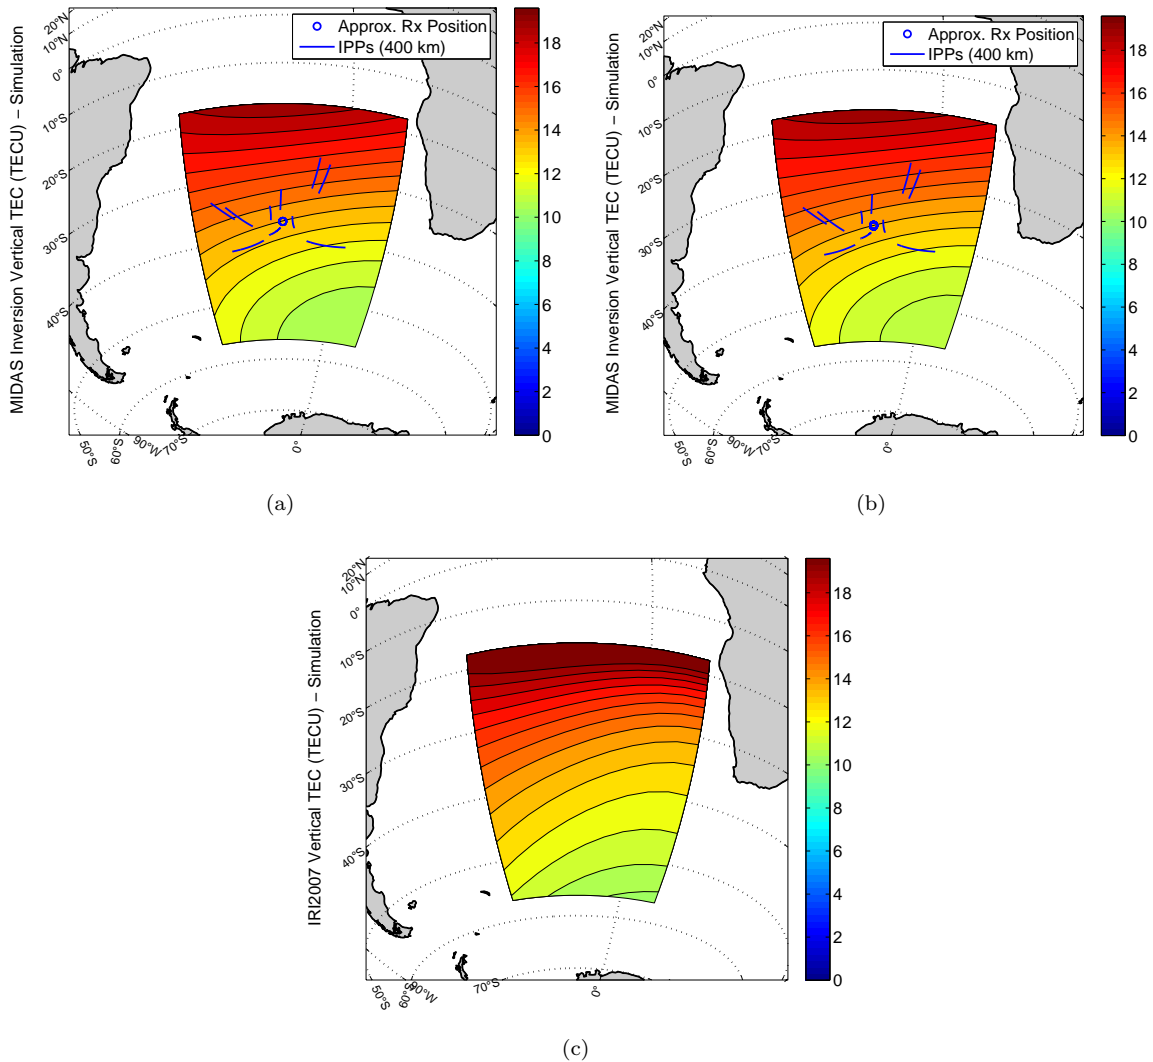 MIDAS Inversion Vertical TEC (TECU) – Simulation
20°N
10°N
0°
10°S
20°S
30°S
40°S
50°S
60°S
90°W
70°S
0°
Approx. Rx Position
IPPs (400 km)
18
16
14
12
10
8
6
4
2
0
(a)
MIDAS Inversion Vertical TEC (TECU) – Simulation
20°N
10°N
0°
10°S
20°S
30°S
40°S
50°S
60°S
90°W
70°S
0°
Approx. Rx Position
IPPs (400 km)
18
16
14
12
10
8
6
4
2
0
(b)
IRI2007 Vertical TEC (TECU) – Simulation
20°N
10°N
0°
10°S
20°S
30°S
40°S
50°S
60°S
90°W
70°S
0°
18
16
14
12
10
8
6
4
2
0
(c)